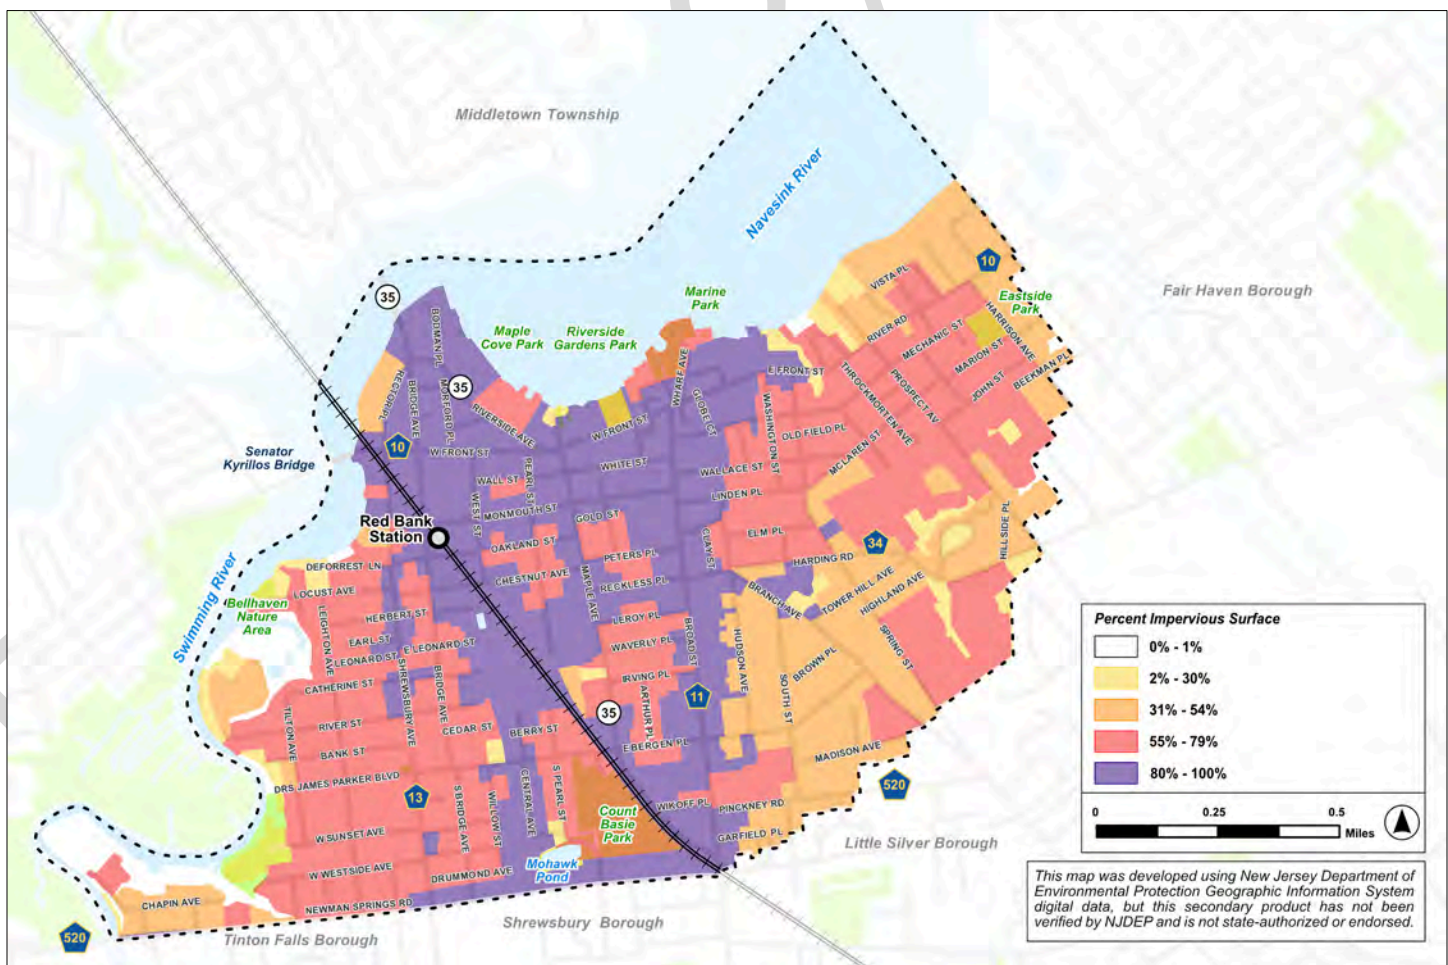 Middletown Township
Navesink River
Fair Haven Borough
10
VISTA PL
Eastside
Park
35
Marine
Park
HARRISON AVE
RIVER RD
MECHANIC ST
MARION ST
BEEKMAN PL
JOHN ST
BODMAN PL
Maple
Cove Park
Riverside
Gardens Park
RECTOR PL
BRIDGE AVE
MORFORD PL
35
RIVERSIDE AVE
WHARF AVE
GLOBE CT
E FRONT ST
WASHINGTON ST
THROCKMORTEN AVE
PROSPECT AV
OLD FIELD PL
MCLAREN ST
W FRONT ST
10
W FRONT ST
Senator
Kyrillos Bridge
WHITE ST
WALLACE ST
WALL ST
PEARL ST
WEST ST
MONMOUTH ST
GOLD ST
LINDEN PL
ELM PL
CLAY ST
Red Bank
Station
OAKLAND ST
PETERS PL
HARDING RD
34
HILLSIDE PL
DEFORREST LN
CHESTNUT AVE
MAPLE AVE
RECKLESS PL
BRANCH AVE
TOWER HILL AVE
HIGHLAND AVE
LOCUST AVE
Swimming River
Bellhaven
Nature
Area
LEIGHTON AVE
HERBERT ST
EARL ST
E LEONARD ST
LEONARD ST
CATHERINE ST
SHREWSBURY AVE
BRIDGE AVE
LEROY PL
WAVERLY PL
BROAD ST
IRVING PL
ARTHUR PL
HUDSON AVE
BROWN PL
SOUTH ST
SPRING ST
11
35
TILTON AVE
RIVER ST
CEDAR ST
BERRY ST
BANK ST
E BERGEN PL
MADISON AVE
DRS JAMES PARKER BLVD
13
S BRIDGE AVE
WILLOW ST
CENTRAL AVE
S PEARL ST
Count
Basie
Park
WIKOFF PL
PINCKNEY RD
520
GARFIELD PL
Little Silver Borough
W SUNSET AVE
W WESTSIDE AVE
DRUMMOND AVE
Mohawk
Pond
CHAPIN AVE
NEWMAN SPRINGS RD
520
Tinton Falls Borough
Shrewsbury Borough
Percent Impervious Surface
0% - 1%
2% - 30%
31% - 54%
55% - 79%
80% - 100%
0 0.25 0.5
Miles
This map was developed using New Jersey Department of
Environmental Protection Geographic Information System
digital data, but this secondary product has not been
verified by NJDEP and is not state-authorized or endorsed.